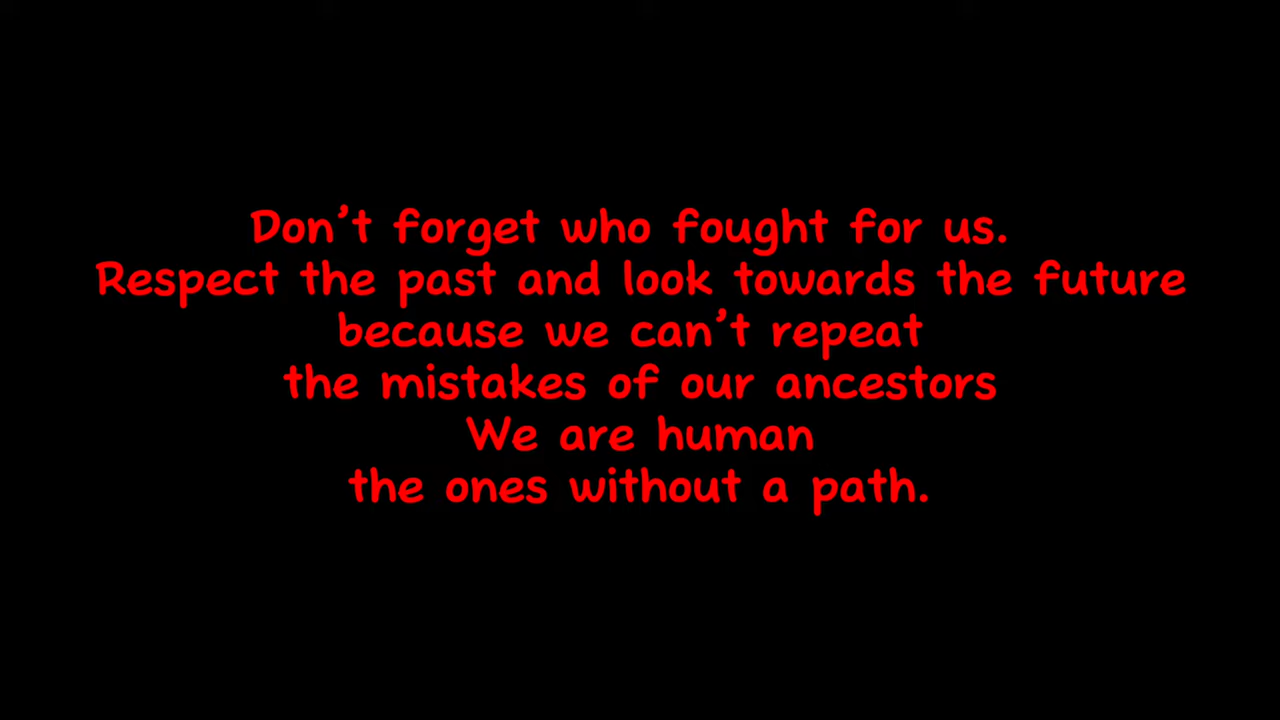 Don’t forget who fought for us.
Respect the past and look towards the future
because we can’t repeat
the mistakes of our ancestors
We are human
the ones without a path.